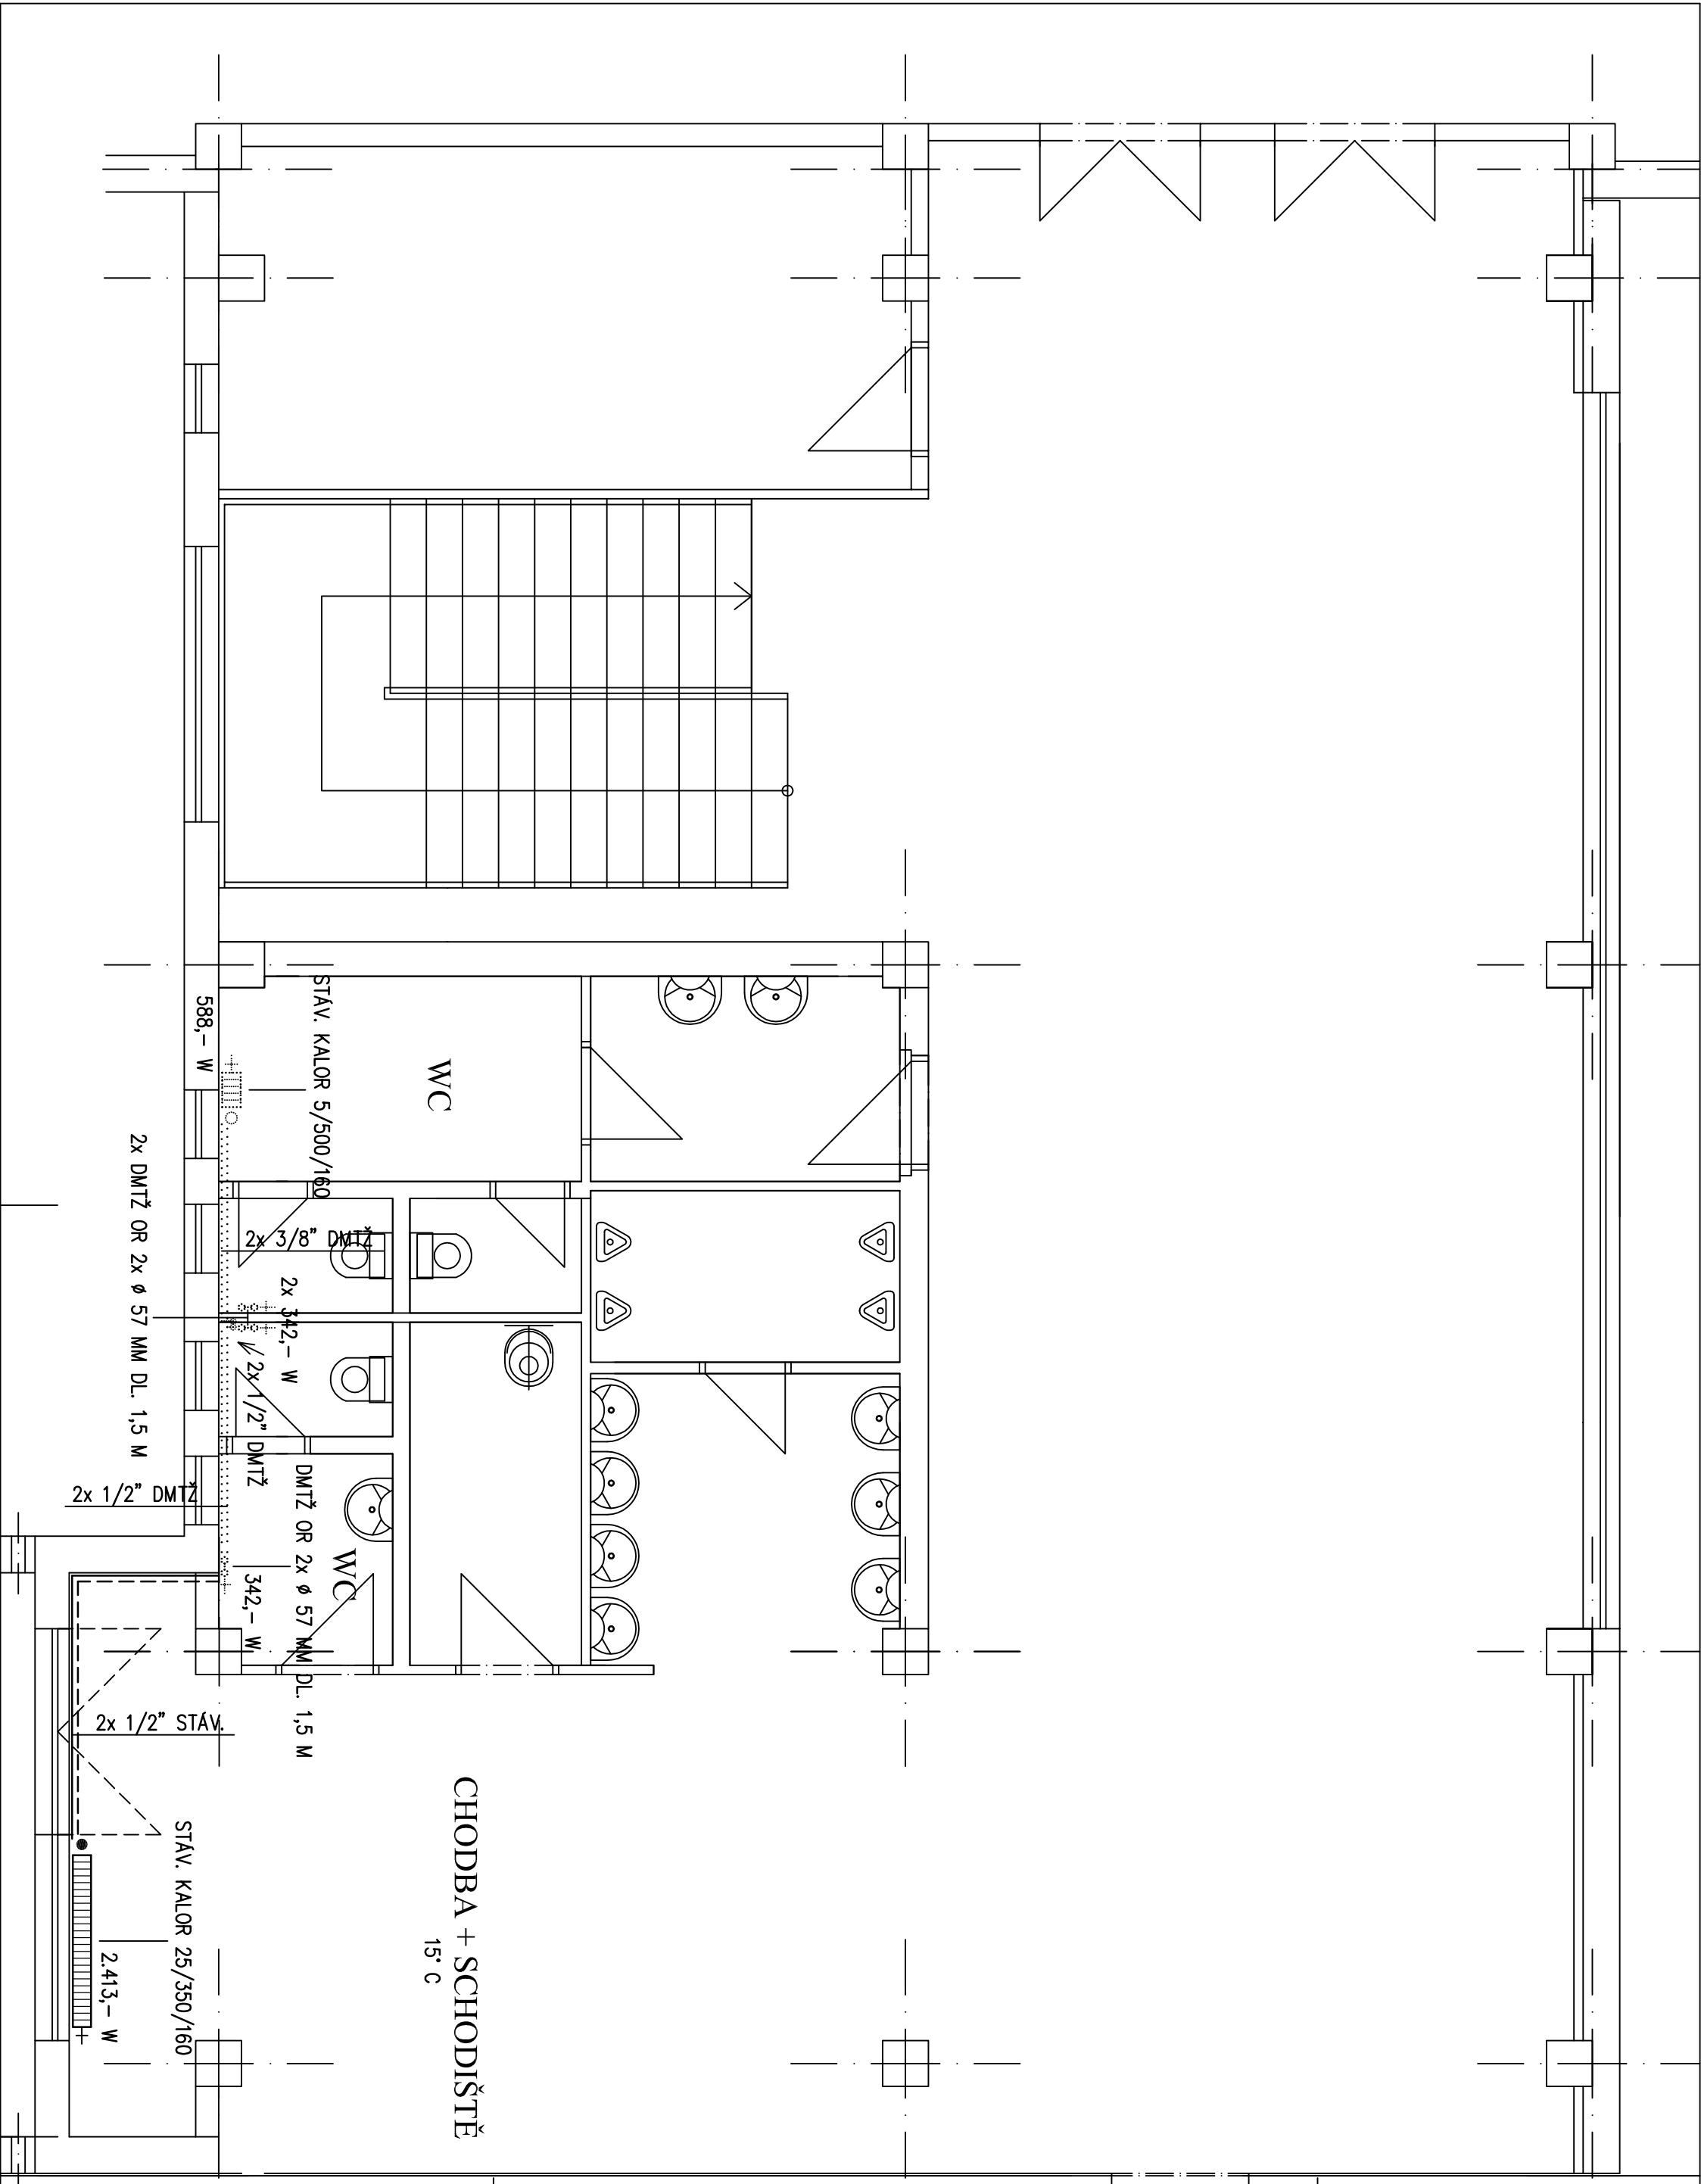 CHODBA + SCHODIŠTĚ
15° C
WC
STÁV. KALOR 5/500/160
588,- W
2x 3/8" DMTŽ
2x 342,- W
2x 1/2" DMTŽ
2x DMTŽ OR 2x ø 57 MM DL. 1,5 M
2x 1/2" DMTŽ
WC
DMTŽ OR 2x ø 57 MM DL. 1,5 M
342,- W
2x 1/2" STÁV.
STÁV. KALOR 25/350/160
2.413,- W